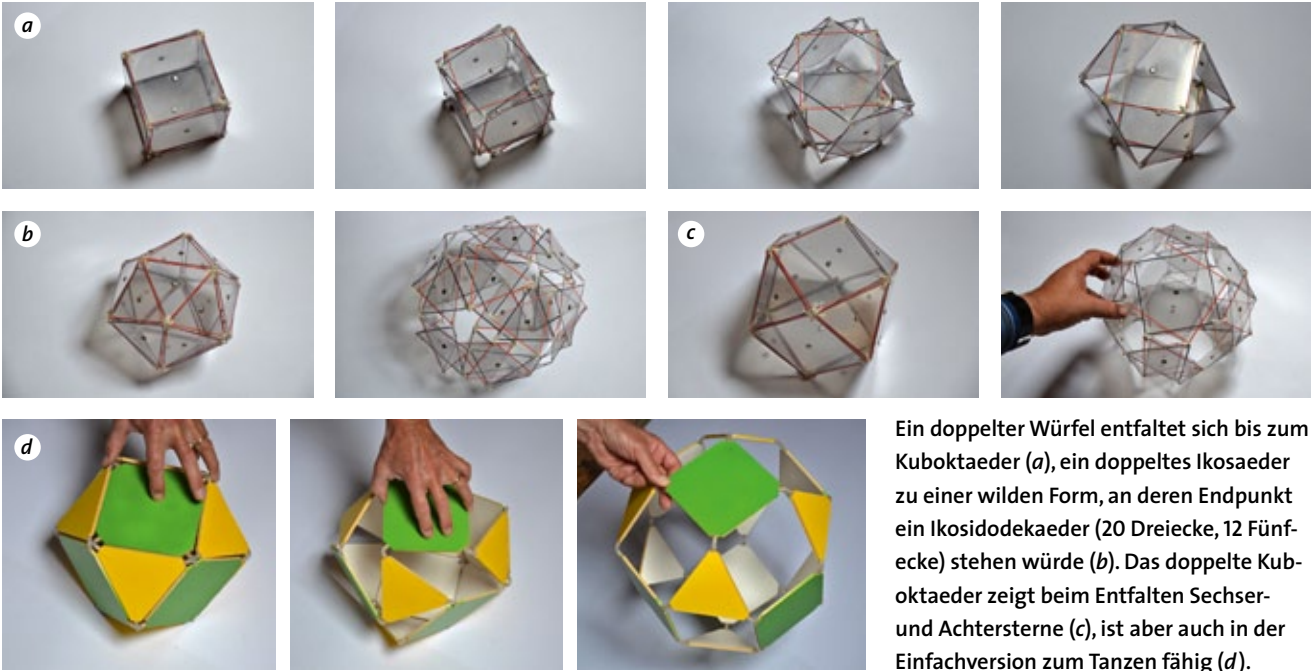 a
b
c
d
Ein doppelter Würfel entfaltet sich bis zum
Kuboktaeder (a), ein doppeltes Ikosaeder
zu einer wilden Form, an deren Endpunkt
ein Ikosidodekaeder (20 Dreiecke, 12 Fünf-
ecke) stehen würde (b). Das doppelte Kub-
oktaeder zeigt beim Entfalten Sechser-
und Achtersterne (c), ist aber auch in der
Einfachversion zum Tanzen fähig (d).